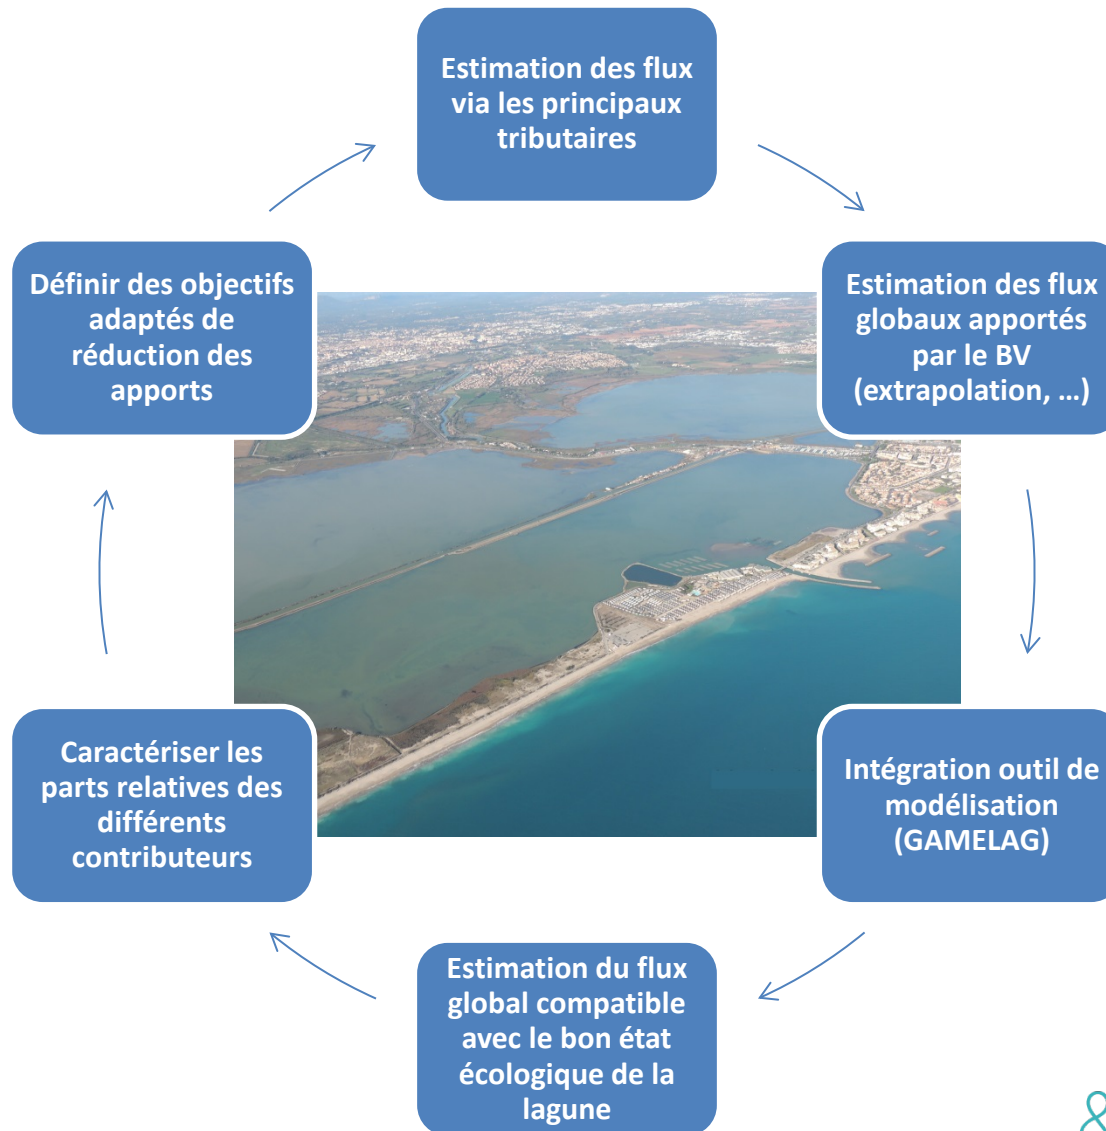 Estimation des flux
via les principaux
tributaires
Estimation des flux
globaux apportés
par le BV
(extrapolation, …)
Intégration outil de
modélisation
(GAMELAG)
Estimation du flux
global compatible
avec le bon état
écologique de la
lagune
Caractériser les
parts relatives des
différents
contributeurs
Définir des objectifs
adaptés de
réduction des
apports